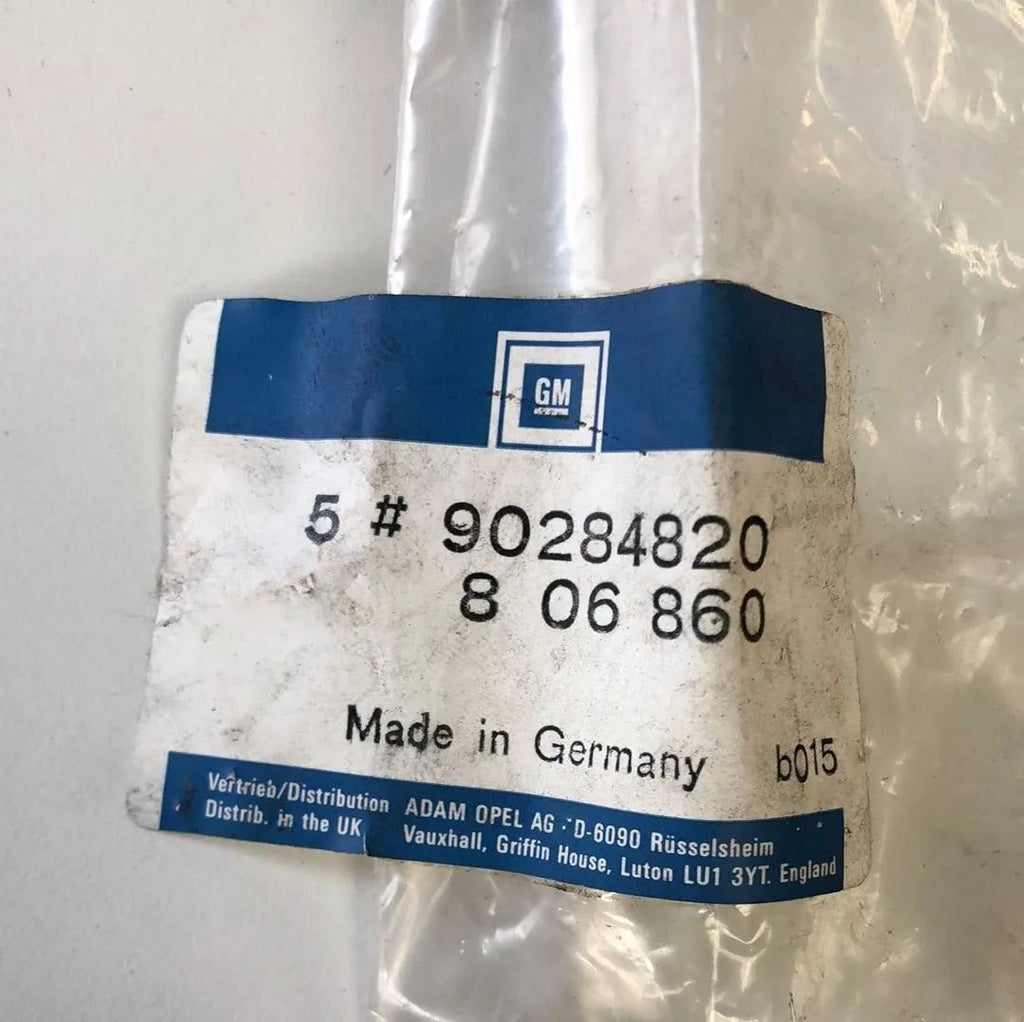 GM
5 # 90284820
8 06 860
Made in Germany b015
Vertrieb/Distribution ADAM OPEL AG · D-6090 Rüsselsheim
Distrib. in the UK Vauxhall, Griffin House, Luton LU1 3YT. England